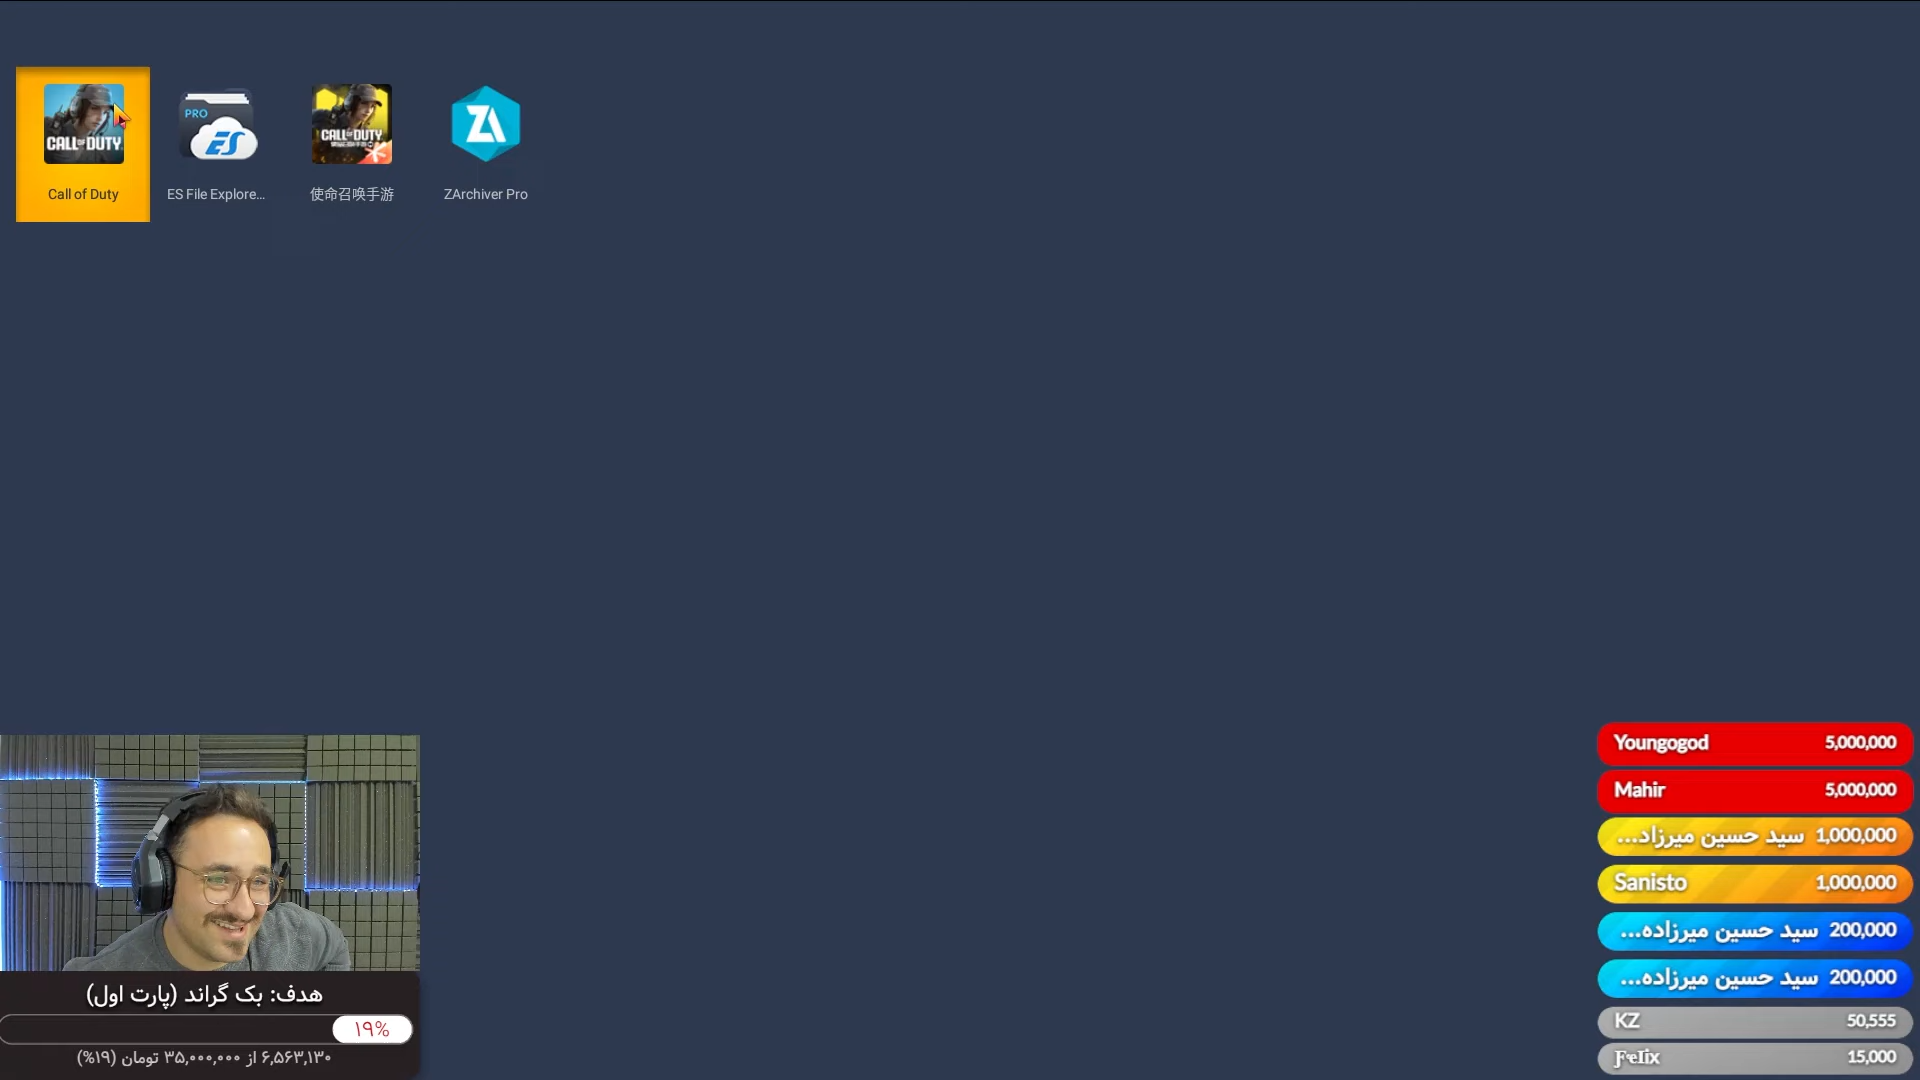 CALL OF DUTY
PRO
ES
CALL OF DUTY
ZA
Call of Duty
ES File Explore...
使命召唤手游
ZArchiver Pro
Youngogod 5,000,000
Mahir 5,000,000
سید حسین میرزاد... 1,000,000
Sanisto 1,000,000
سید حسین میرزاده... 200,000
سید حسین میرزاده... 200,000
KZ 50,555
Felix 15,000
هدف: بک گراند (پارت اول)
۱۹%
۶,۵۶۳,۱۳۰ از ۳۵,۰۰۰,۰۰۰ تومان (۱۹%)